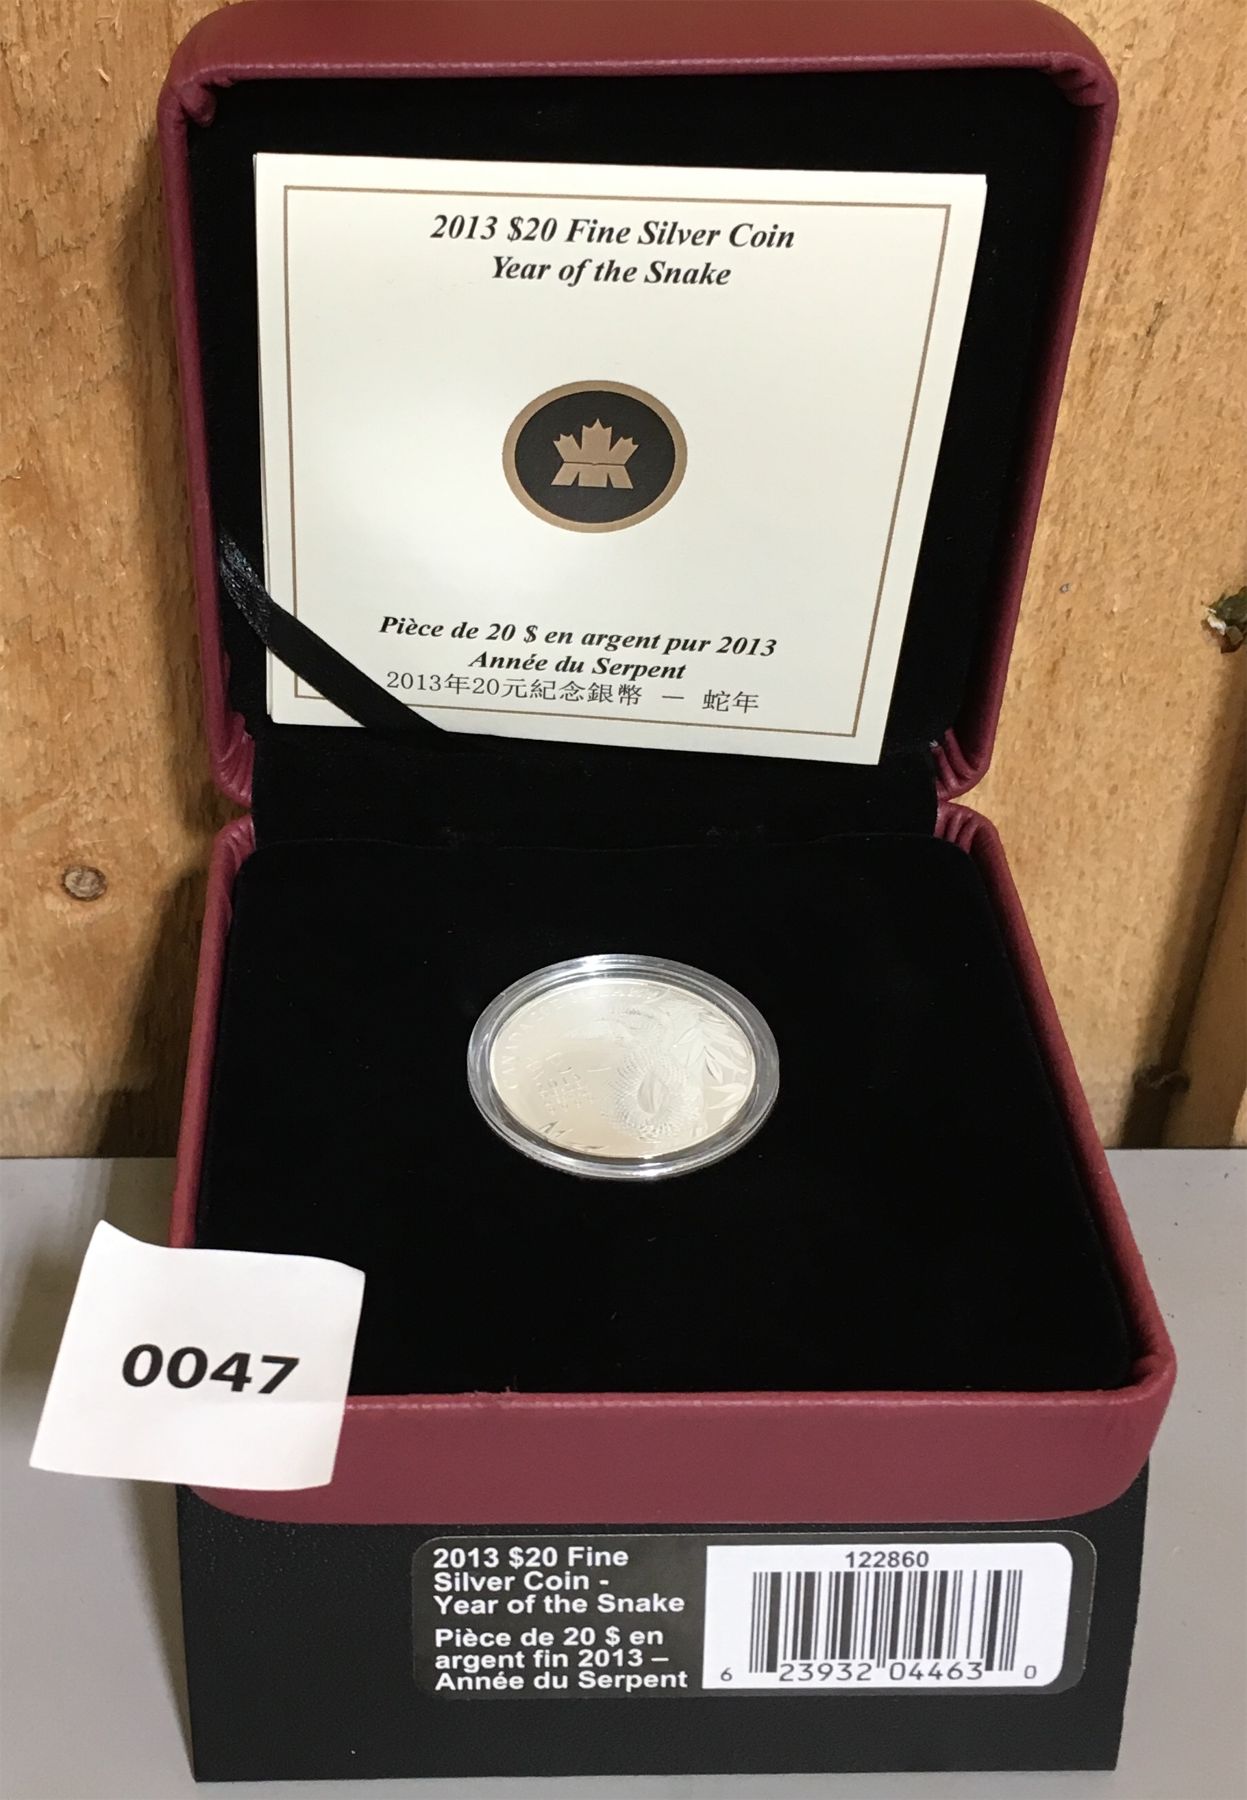 2013 $20 Fine Silver Coin
Year of the Snake
Pièce de 20 $ en argent pur 2013
Année du Serpent
2013年20元紀念銀幣 — 蛇年
0047
2013 $20 Fine
Silver Coin -
Year of the Snake
Pièce de 20 $ en
argent fin 2013 –
Année du Serpent
122860
6 23932 04463 0